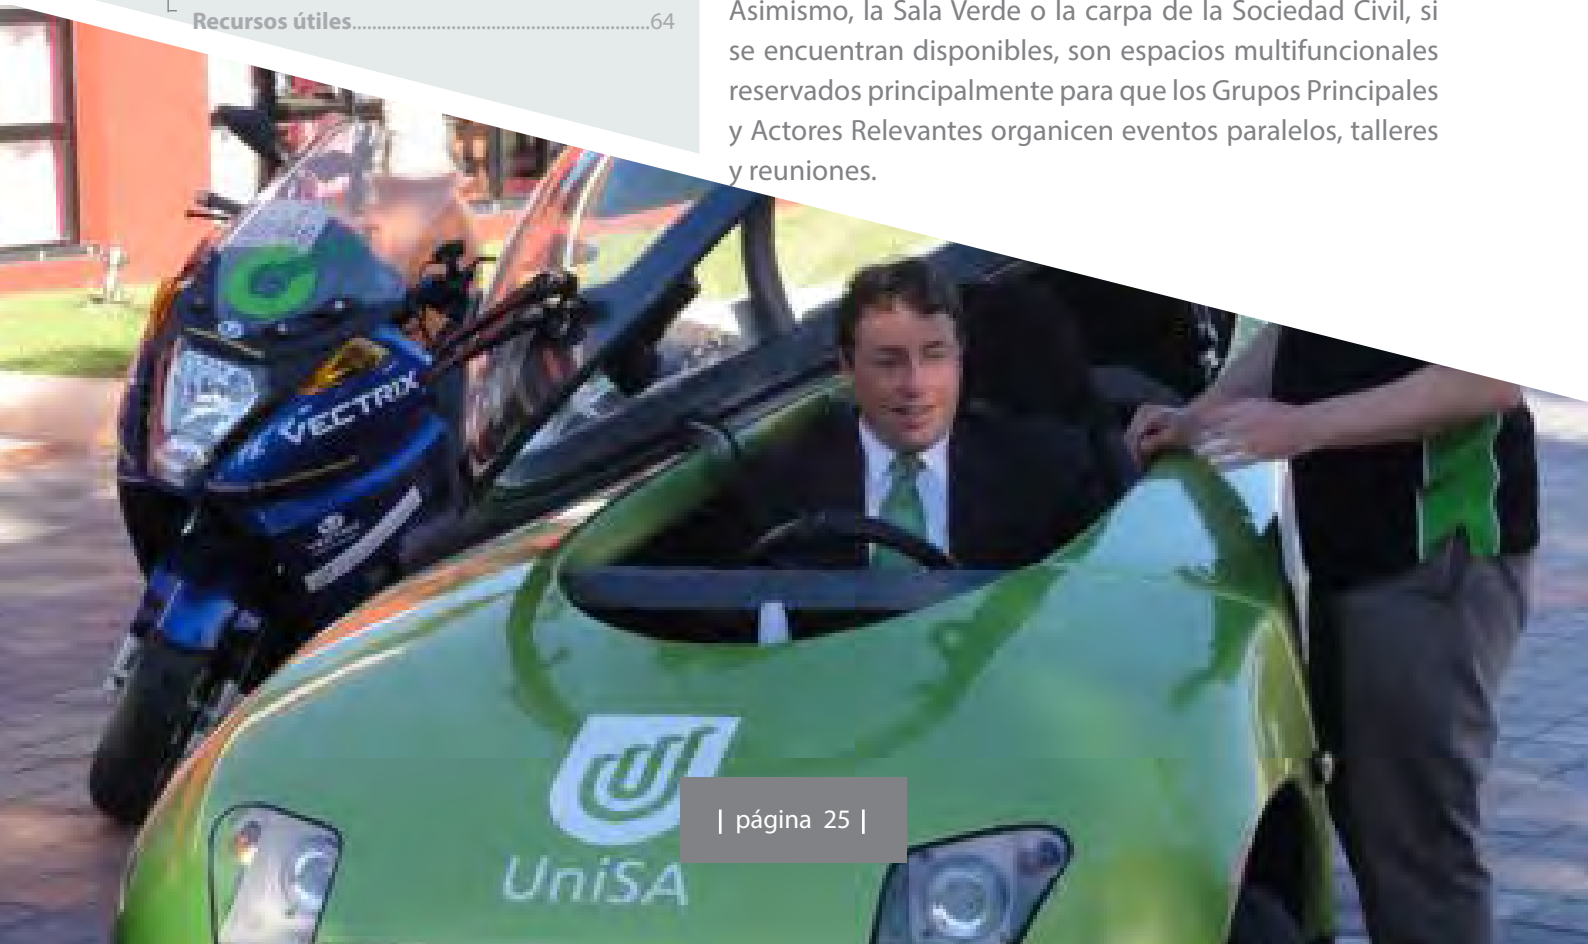 Recursos útiles..........................................................................64
Asimismo, la Sala Verde o la carpa de la Sociedad Civil, si
se encuentran disponibles, son espacios multifuncionales
reservados principalmente para que los Grupos Principales
y Actores Relevantes organicen eventos paralelos, talleres
y reuniones.
VECTRIX
UniSA
| página 25 |